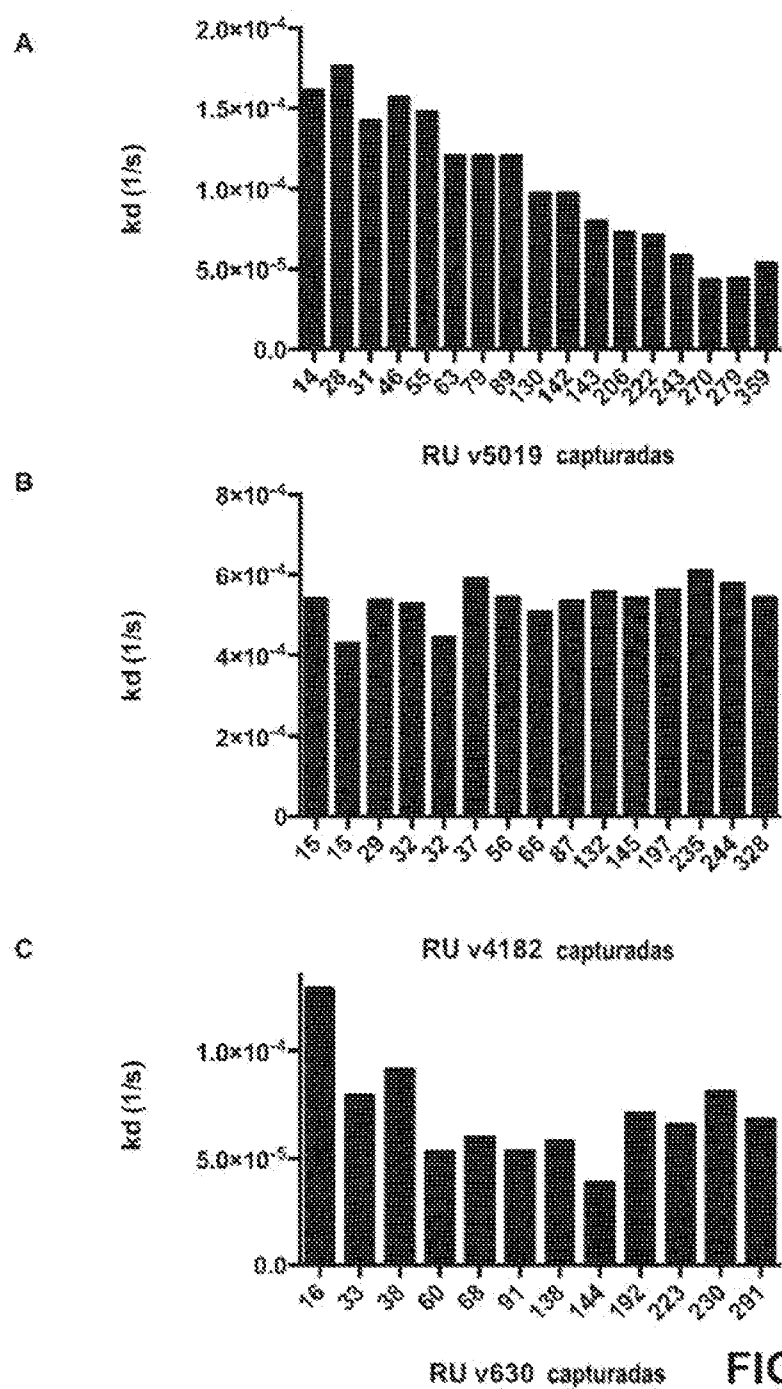 A
2.0×10⁻⁴
1.5×10⁻⁴
1.0×10⁻⁴
5.0×10⁻⁵
0.0
kd (1/s)
14 28 31 46 55 63 79 89 130 142 143 206 222 243 270 279 359
RU v5019 capturadas
B
8×10⁻⁴
6×10⁻⁴
4×10⁻⁴
2×10⁻⁴
0
kd (1/s)
15 15 29 32 32 37 56 66 87 132 145 197 235 244 328
RU v4182 capturadas
C
1.0×10⁻⁴
5.0×10⁻⁵
0.0
kd (1/s)
16 33 38 60 68 91 138 144 192 223 230 291
RU v630 capturadas
FIG